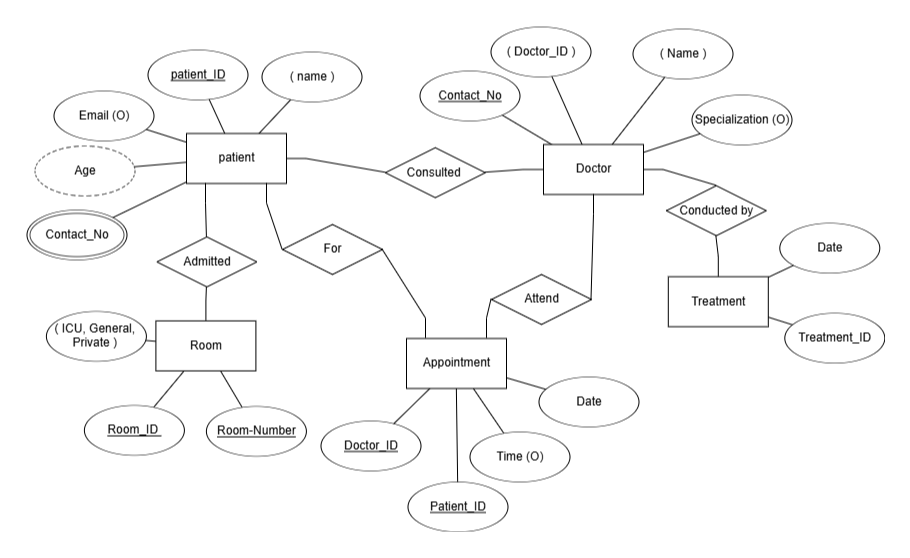 ( Doctor_ID )
( Name )
patient_ID
( name )
Contact_No
Email (O)
Specialization (O)
patient
Age
Consulted
Doctor
Contact_No
Conducted by
Admitted
For
Date
Attend
Treatment
( ICU, General,
Private )
Room
Treatment_ID
Appointment
Date
Room_ID
Room-Number
Doctor_ID
Time (O)
Patient_ID